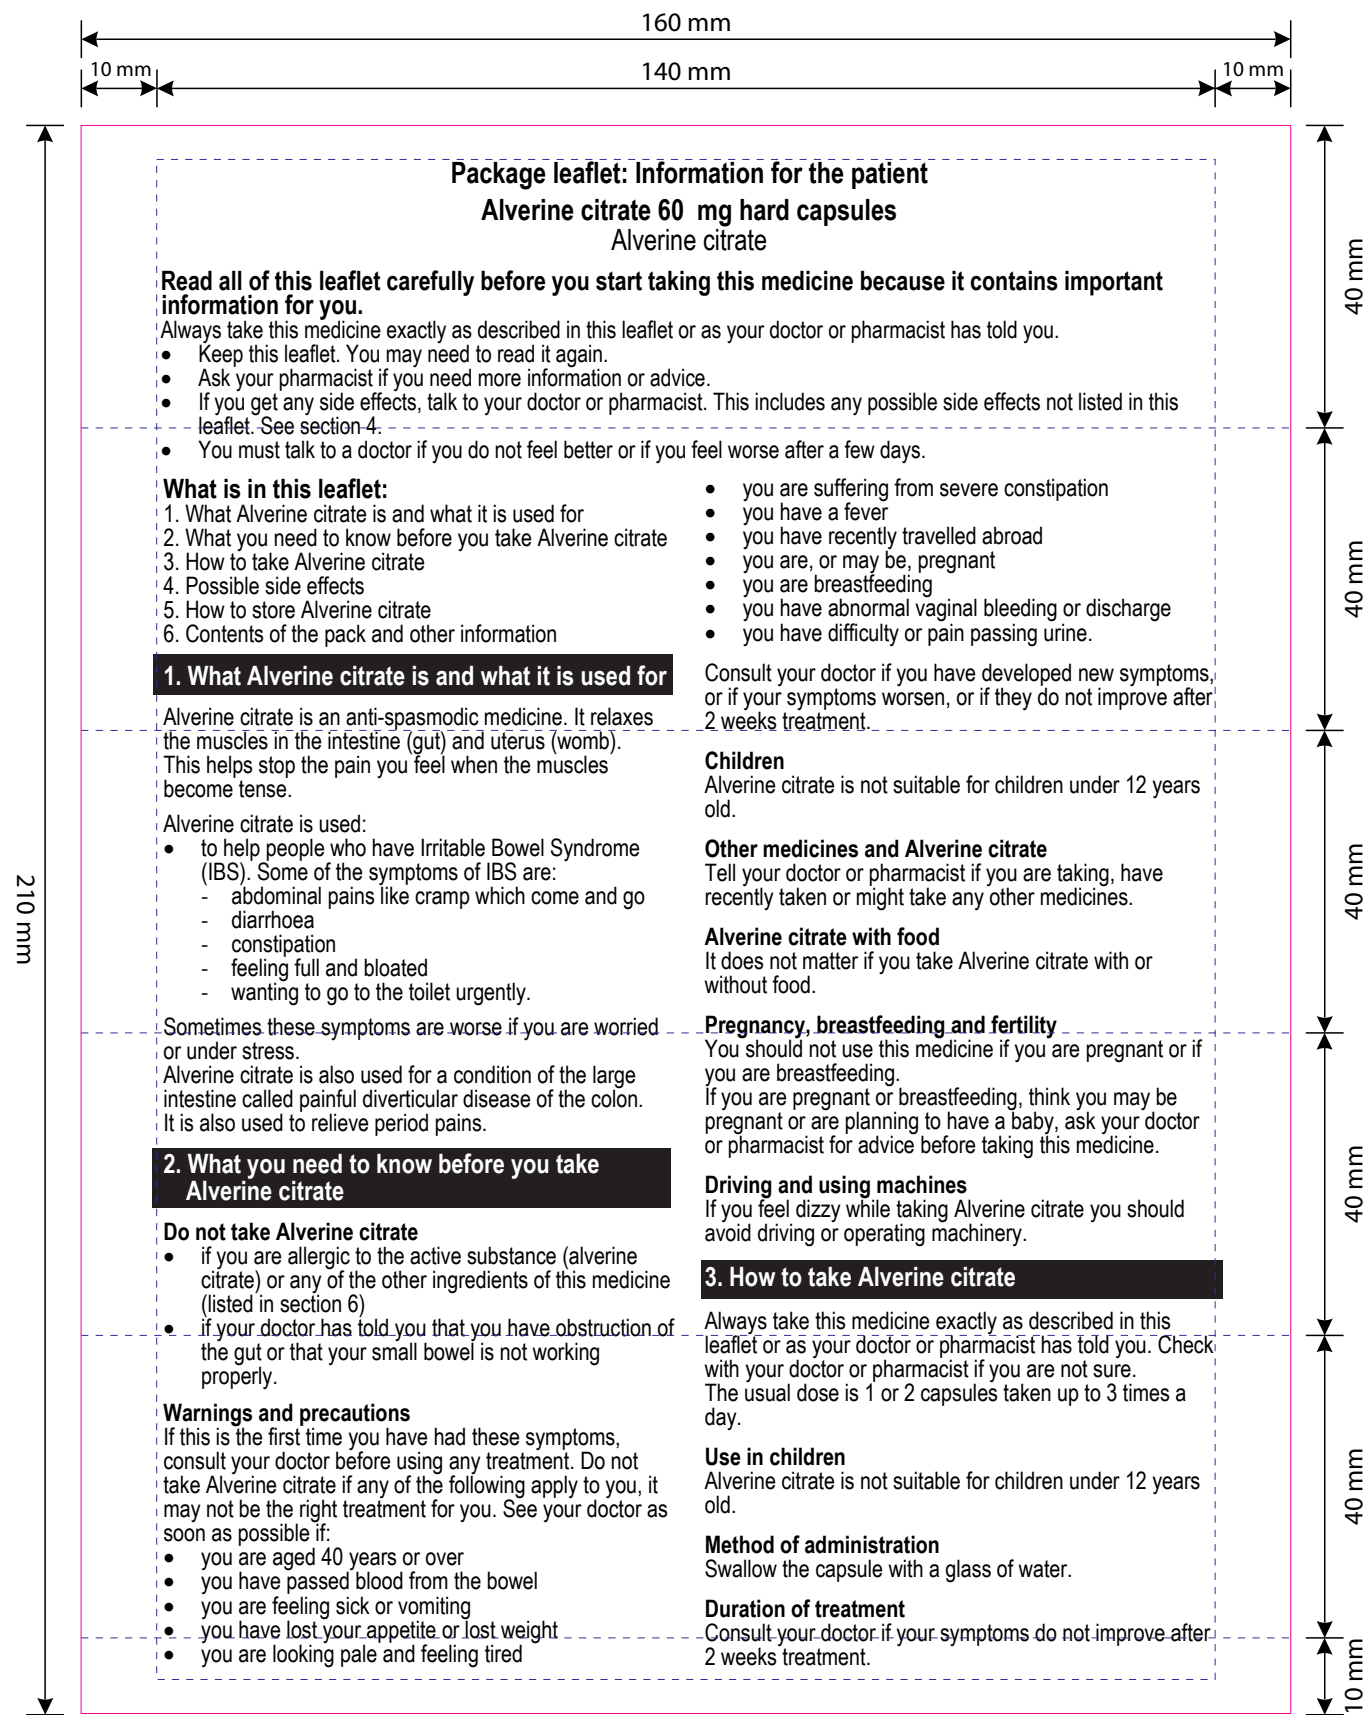 160 mm
10 mm
140 mm
10 mm
Package leaflet: Information for the patient
Alverine citrate 60 mg hard capsules
Alverine citrate
Read all of this leaflet carefully before you start taking this medicine because it contains important
information for you.
Always take this medicine exactly as described in this leaflet or as your doctor or pharmacist has told you.
• Keep this leaflet. You may need to read it again.
• Ask your pharmacist if you need more information or advice.
• If you get any side effects, talk to your doctor or pharmacist. This includes any possible side effects not listed in this
leaflet. See section 4.
• You must talk to a doctor if you do not feel better or if you feel worse after a few days.
What is in this leaflet:
1. What Alverine citrate is and what it is used for
2. What you need to know before you take Alverine citrate
3. How to take Alverine citrate
4. Possible side effects
5. How to store Alverine citrate
6. Contents of the pack and other information
1. What Alverine citrate is and what it is used for
Alverine citrate is an anti-spasmodic medicine. It relaxes
the muscles in the intestine (gut) and uterus (womb).
This helps stop the pain you feel when the muscles
become tense.
Alverine citrate is used:
• to help people who have Irritable Bowel Syndrome
(IBS). Some of the symptoms of IBS are:
- abdominal pains like cramp which come and go
- diarrhoea
- constipation
- feeling full and bloated
- wanting to go to the toilet urgently.
Sometimes these symptoms are worse if you are worried
or under stress.
Alverine citrate is also used for a condition of the large
intestine called painful diverticular disease of the colon.
It is also used to relieve period pains.
2. What you need to know before you take
Alverine citrate
Do not take Alverine citrate
• if you are allergic to the active substance (alverine
citrate) or any of the other ingredients of this medicine
(listed in section 6)
• if your doctor has told you that you have obstruction of
the gut or that your small bowel is not working
properly.
Warnings and precautions
If this is the first time you have had these symptoms,
consult your doctor before using any treatment. Do not
take Alverine citrate if any of the following apply to you, it
may not be the right treatment for you. See your doctor as
soon as possible if:
• you are aged 40 years or over
• you have passed blood from the bowel
• you are feeling sick or vomiting
• you have lost your appetite or lost weight
• you are looking pale and feeling tired
• you are suffering from severe constipation
• you have a fever
• you have recently travelled abroad
• you are, or may be, pregnant
• you are breastfeeding
• you have abnormal vaginal bleeding or discharge
• you have difficulty or pain passing urine.
Consult your doctor if you have developed new symptoms,
or if your symptoms worsen, or if they do not improve after
2 weeks treatment.
Children
Alverine citrate is not suitable for children under 12 years
old.
Other medicines and Alverine citrate
Tell your doctor or pharmacist if you are taking, have
recently taken or might take any other medicines.
Alverine citrate with food
It does not matter if you take Alverine citrate with or
without food.
Pregnancy, breastfeeding and fertility
You should not use this medicine if you are pregnant or if
you are breastfeeding.
If you are pregnant or breastfeeding, think you may be
pregnant or are planning to have a baby, ask your doctor
or pharmacist for advice before taking this medicine.
Driving and using machines
If you feel dizzy while taking Alverine citrate you should
avoid driving or operating machinery.
3. How to take Alverine citrate
Always take this medicine exactly as described in this
leaflet or as your doctor or pharmacist has told you. Check
with your doctor or pharmacist if you are not sure.
The usual dose is 1 or 2 capsules taken up to 3 times a
day.
Use in children
Alverine citrate is not suitable for children under 12 years
old.
Method of administration
Swallow the capsule with a glass of water.
Duration of treatment
Consult your doctor if your symptoms do not improve after
2 weeks treatment.
210 mm
40 mm
40 mm
40 mm
40 mm
40 mm
10 mm